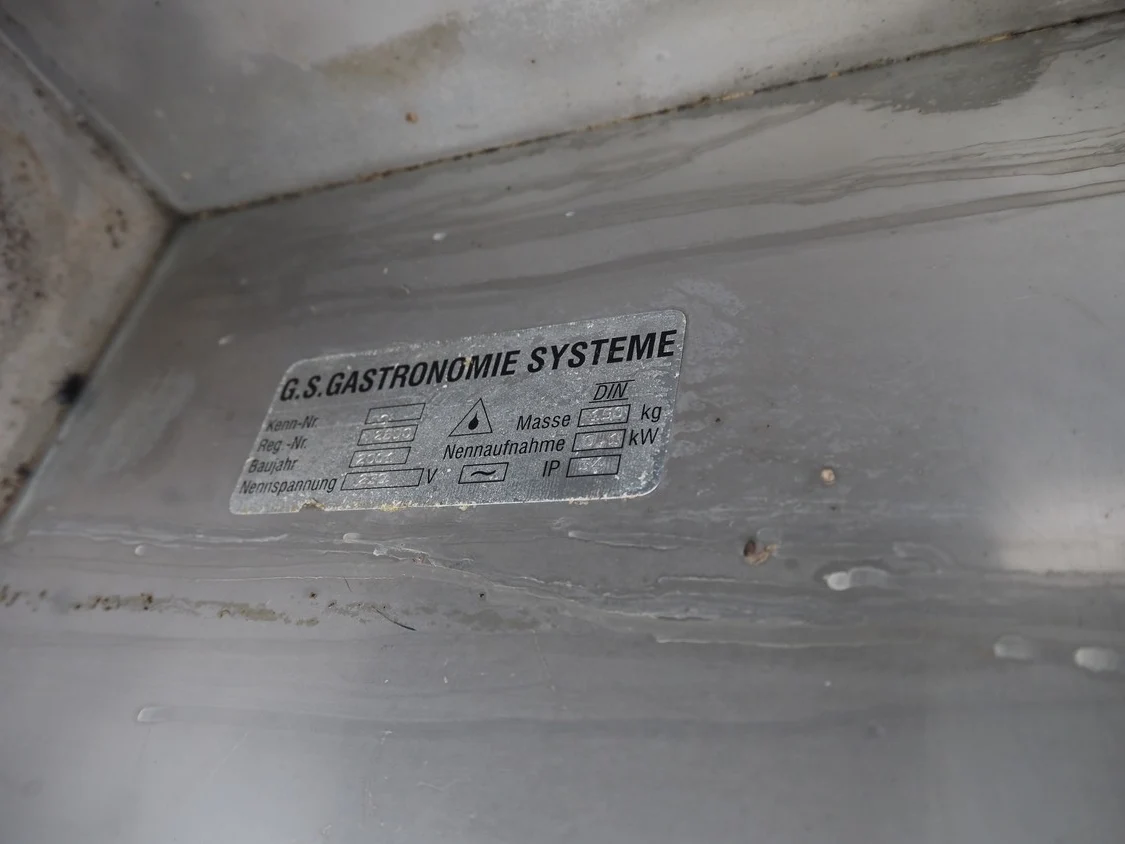 G.S.GASTRONOMIE SYSTEME
DIN
Kenn-Nr.
Masse kg
Reg.-Nr.
Nennaufnahme kW
Baujahr
IP
Nennspannung V ~